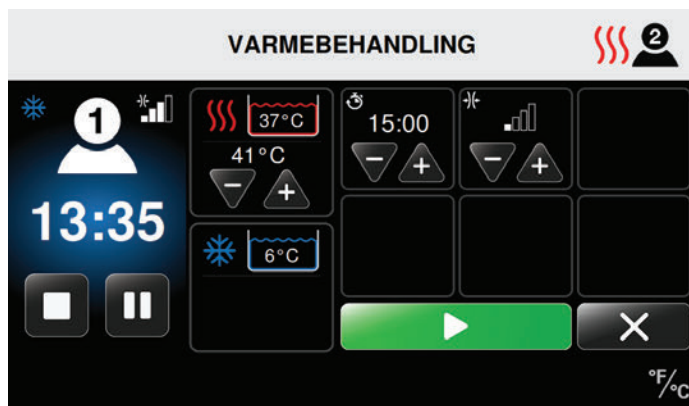 VARMEBEHANDLING
2
1
13:35
37°C
41°C
6°C
15:00
°F/°C